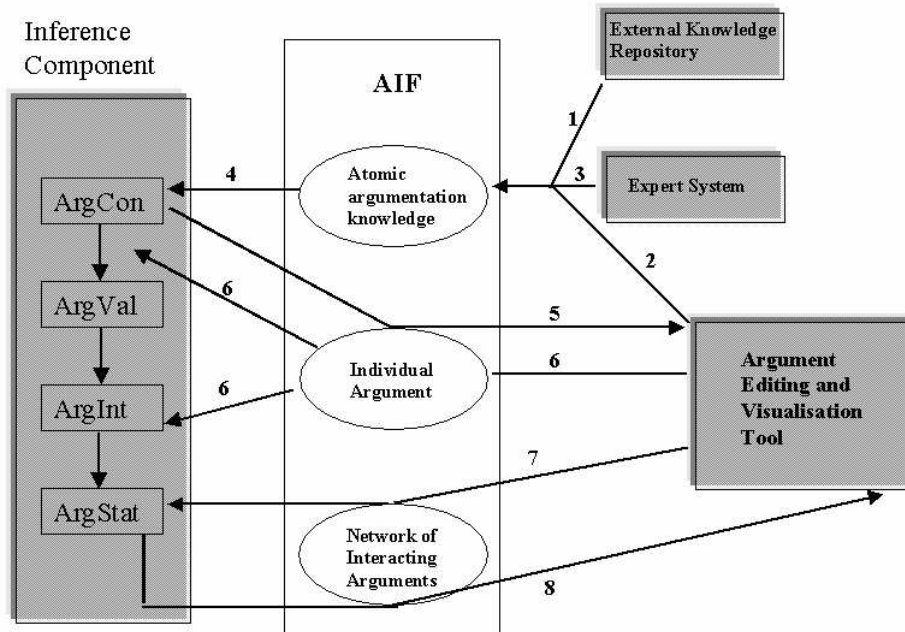 Inference
Component
ArgCon
ArgVal
ArgInt
ArgStat
AIF
Atomic
argumentation
knowledge
Individual
Argument
Network of
Interacting
Arguments
External Knowledge
Repository
Expert System
Argument
Editing and
Visualisation
Tool
1
3
4
2
6
5
6
6
7
8